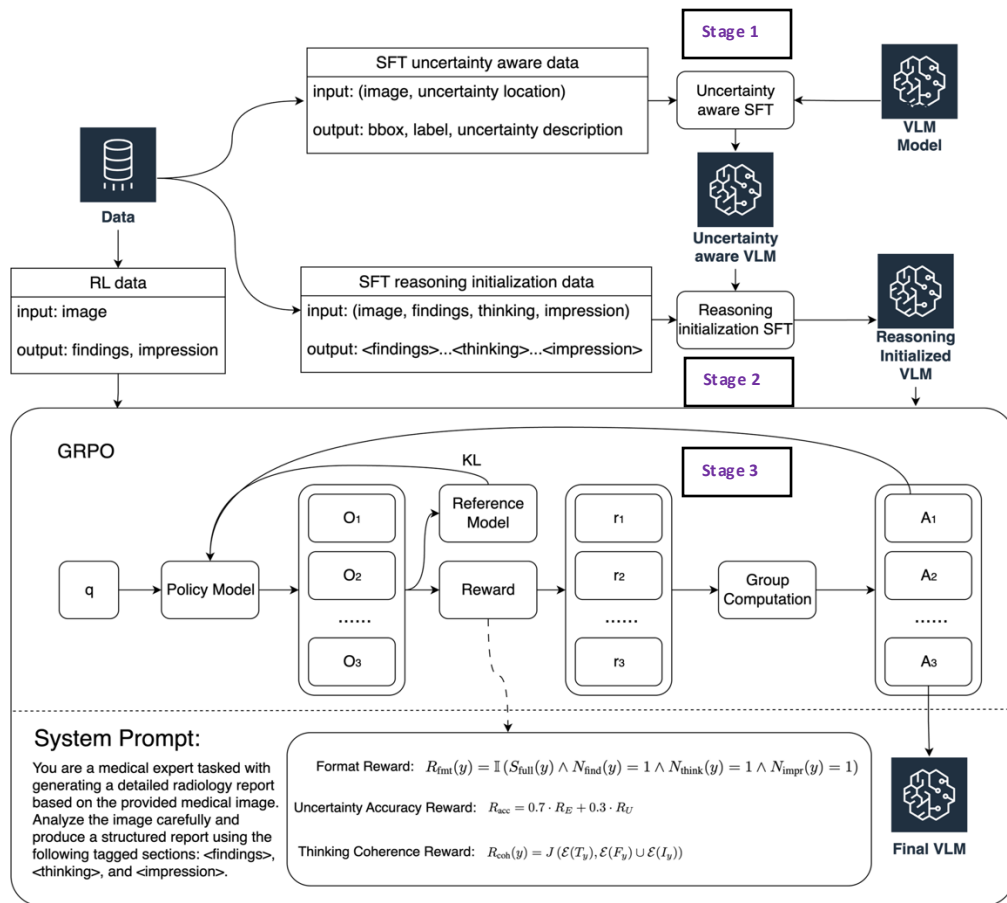 Stage 1
SFT uncertainty aware data
input: (image, uncertainty location)
output: bbox, label, uncertainty description
Uncertainty
aware SFT
VLM
Model
Data
Uncertainty
aware VLM
RL data
input: image
output: findings, impression
SFT reasoning initialization data
input: (image, findings, thinking, impression)
output: <findings>...<thinking>...<impression>
Reasoning
initialization SFT
Reasoning
Initialized
VLM
Stage 2
GRPO
KL
Stage 3
q
Policy Model
O₁
O₂
......
O₃
Reference
Model
Reward
r₁
r₂
......
r₃
Group
Computation
A₁
A₂
......
A₃
System Prompt:
You are a medical expert tasked with
generating a detailed radiology report
based on the provided medical image.
Analyze the image carefully and
produce a structured report using the
following tagged sections: <findings>,
<thinking>, and <impression>.
Format Reward: R_fmt(y) = 𝕀 (S_full(y) ∧ N_find(y) = 1 ∧ N_think(y) = 1 ∧ N_impr(y) = 1)
Uncertainty Accuracy Reward: R_acc = 0.7 · R_E + 0.3 · R_U
Thinking Coherence Reward: R_coh(y) = J (ℰ(T_y), ℰ(F_y) ∪ ℰ(I_y))
Final VLM